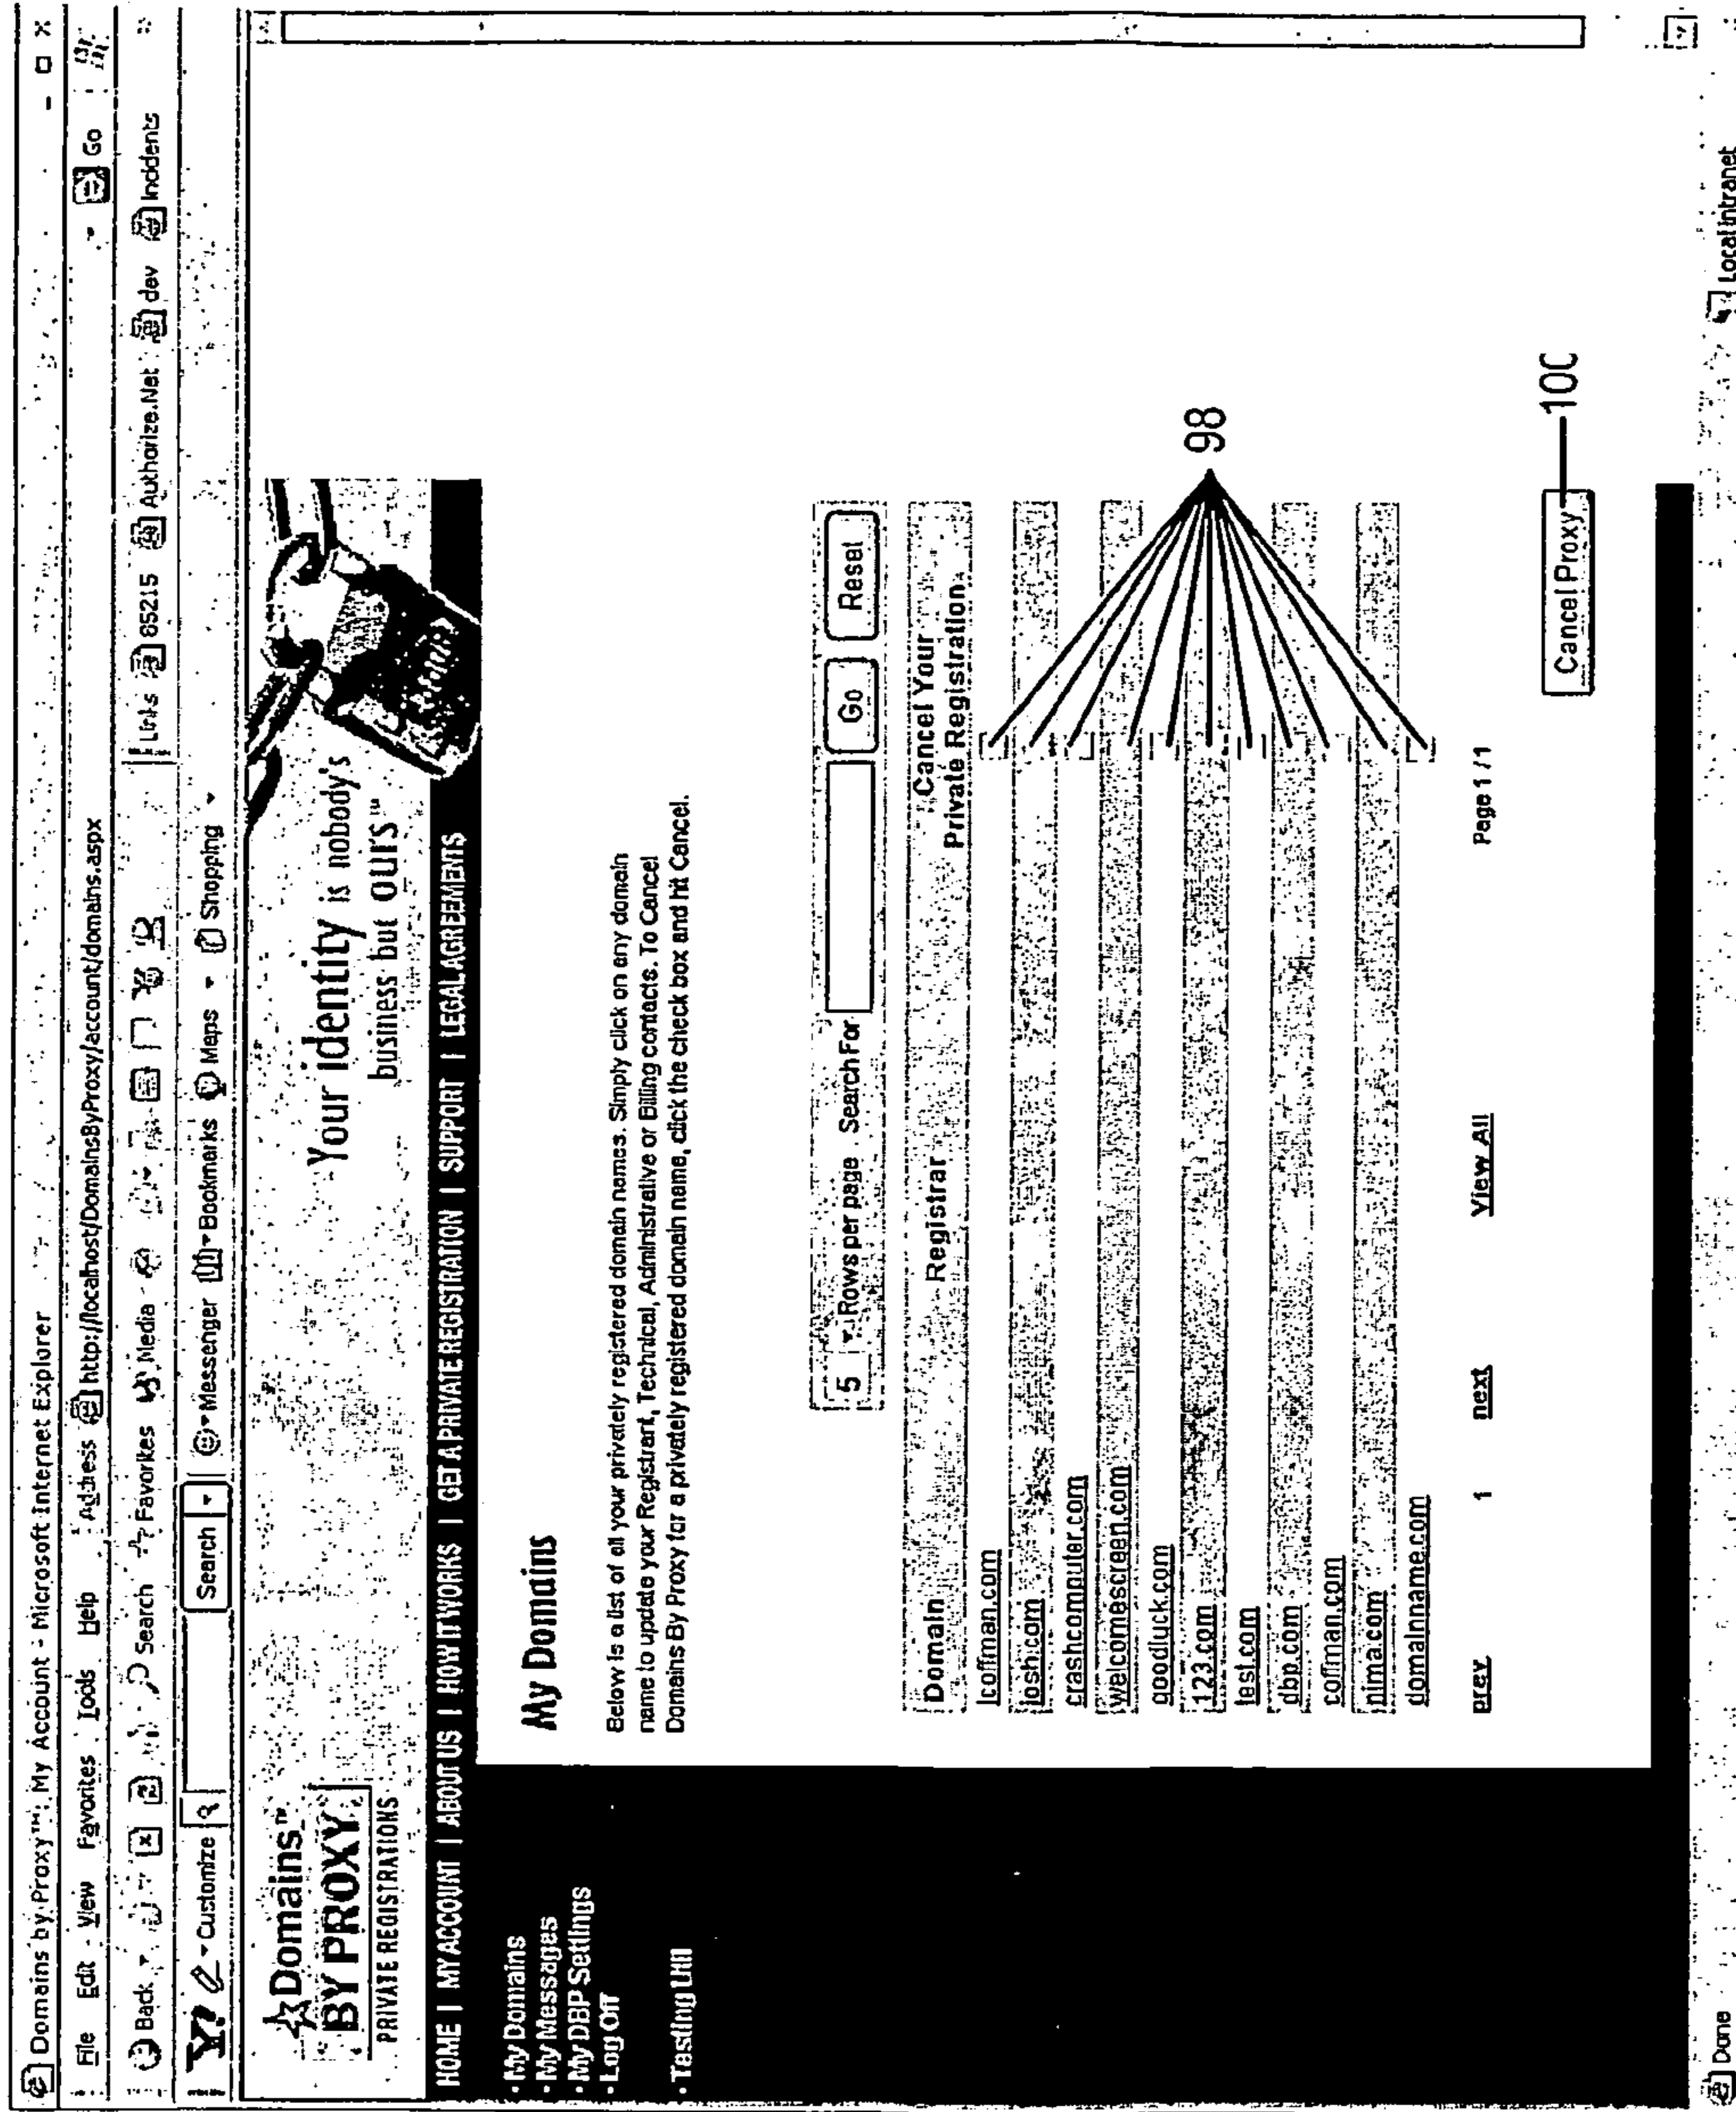 Domains by Proxy™: My Account - Microsoft Internet Explorer
File Edit View Favorites Tools Help Address http://localhost/DomainsByProxy/account/domains.aspx Go
Back Search Favorites Media Links 85215 Authorize.Net dev Incidents
Y! Customize Search Messenger Bookmarks Maps Shopping
Domains™
BY PROXY
PRIVATE REGISTRATIONS
Your identity is nobody's
business but ours™
HOME | MY ACCOUNT | ABOUT US | HOW IT WORKS | GET A PRIVATE REGISTRATION | SUPPORT | LEGAL AGREEMENTS
· My Domains
· My Messages
· My DBP Settings
· Log Off
· Testing Util
My Domains
Below is a list of all your privately registered domain names. Simply click on any domain
name to update your Registrant, Technical, Administrative or Billing contacts. To Cancel
Domains By Proxy for a privately registered domain name, click the check box and hit Cancel.
5 Rows per page Search For Go Reset
Domain Registrar Cancel Your
Private Registration
lcoffman.com
josh.com
crashcomputer.com
welcomescreen.com
goodluck.com
123.com
test.com
dbp.com
coffman.com
nima.com
domainname.com
98
prev 1 next View All Page 1 / 1
Cancel Proxy 100
Done Local intranet